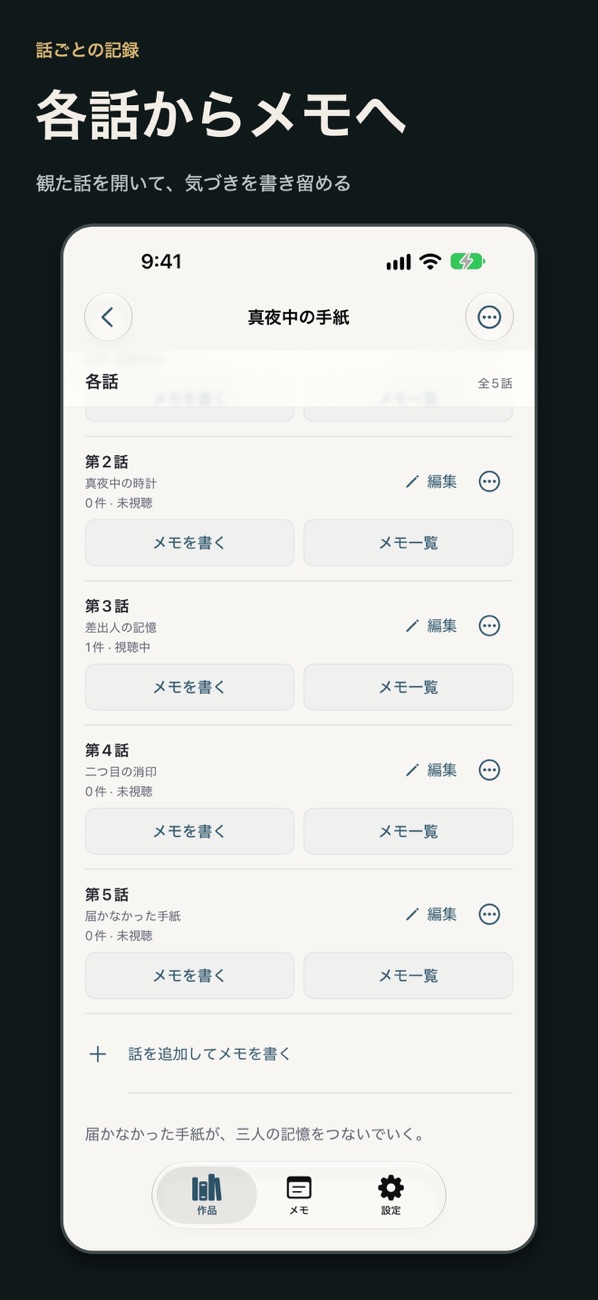 話ごとの記録
各話からメモへ
観た話を開いて、気づきを書き留める
9:41
真夜中の手紙
各話
全5話
メモを書く
メモ一覧
第2話
真夜中の時計
0件 · 未視聴
編集
メモを書く
メモ一覧
第3話
差出人の記憶
1件 · 視聴中
編集
メモを書く
メモ一覧
第4話
二つ目の消印
0件 · 未視聴
編集
メモを書く
メモ一覧
第5話
届かなかった手紙
0件 · 未視聴
編集
メモを書く
メモ一覧
話を追加してメモを書く
届かなかった手紙が、三人の記憶をつないでいく。
作品
メモ
設定